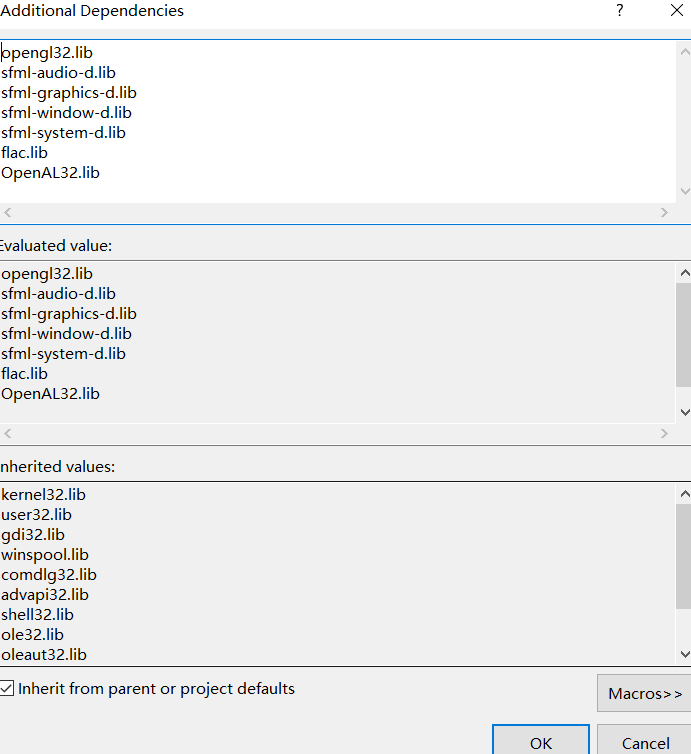 Additional Dependencies
opengl32.lib
sfml-audio-d.lib
sfml-graphics-d.lib
sfml-window-d.lib
sfml-system-d.lib
flac.lib
OpenAL32.lib
Evaluated value:
opengl32.lib
sfml-audio-d.lib
sfml-graphics-d.lib
sfml-window-d.lib
sfml-system-d.lib
flac.lib
OpenAL32.lib
nherited values:
kernel32.lib
user32.lib
gdi32.lib
winspool.lib
comdlg32.lib
advapi32.lib
shell32.lib
ole32.lib
oleaut32.lib
Inherit from parent or project defaults
Macros>>
OK
Cancel